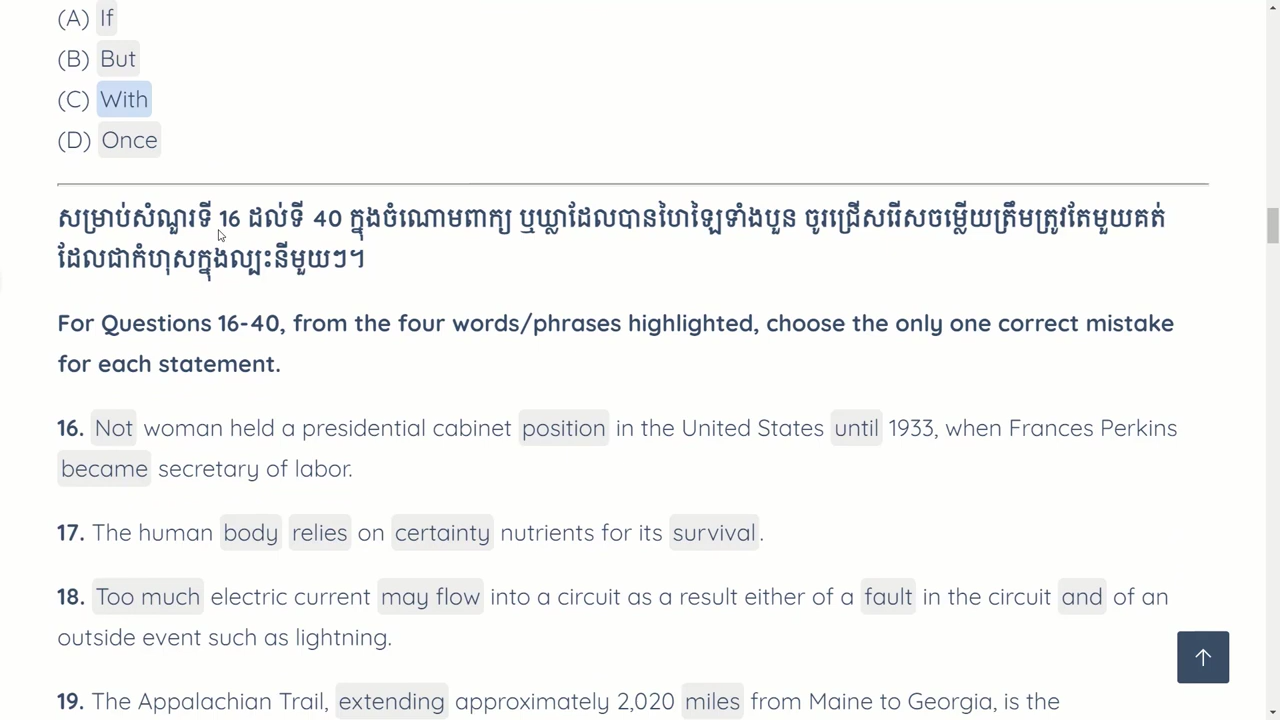 (A) If
(B) But
(C) With
(D) Once
សម្រាប់សំណួរទី 16 ដល់ទី 40 ក្នុងចំណោមពាក្យ ឬឃ្លាដែលបានហៃឡៃទាំងបួន ចូរជ្រើសរើសចម្លើយត្រឹមត្រូវតែមួយគត់
ដែលជាកំហុសក្នុងល្បះនីមួយៗ។
For Questions 16-40, from the four words/phrases highlighted, choose the only one correct mistake
for each statement.
16. Not woman held a presidential cabinet position in the United States until 1933, when Frances Perkins
became secretary of labor.
17. The human body relies on certainty nutrients for its survival.
18. Too much electric current may flow into a circuit as a result either of a fault in the circuit and of an
outside event such as lightning.
19. The Appalachian Trail, extending approximately 2,020 miles from Maine to Georgia, is the